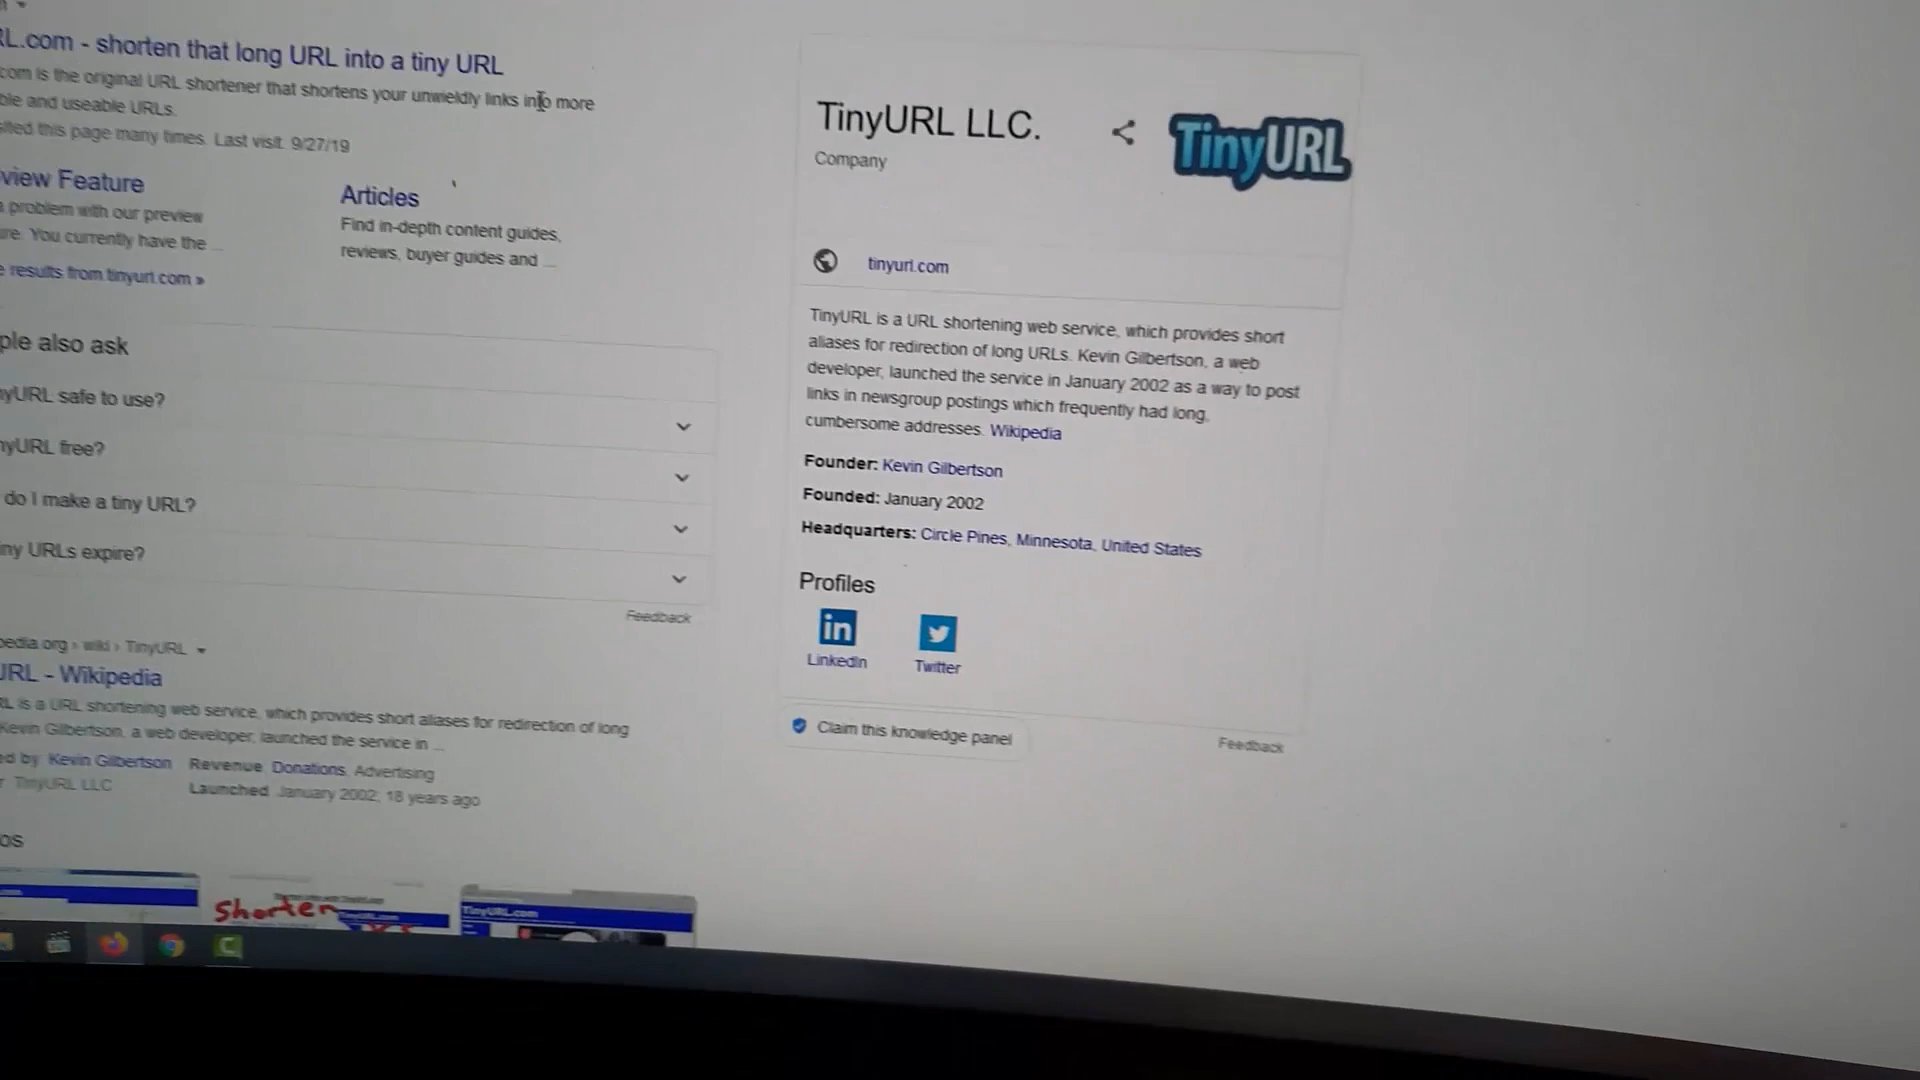 RL.com - shorten that long URL into a tiny URL
com is the original URL shortener that shortens your unwieldly links into more
ble and useable URLs.
sited this page many times. Last visit: 9/27/19
view Feature
a problem with our preview
ure. You currently have the ...
e results from tinyurl.com »
Articles
Find in-depth content guides,
reviews, buyer guides and ...
ple also ask
nyURL safe to use?
nyURL free?
do I make a tiny URL?
iny URLs expire?
Feedback
pedia.org › wiki › TinyURL
URL - Wikipedia
RL is a URL shortening web service, which provides short aliases for redirection of long
Kevin Gilbertson, a web developer, launched the service in ...
ed by: Kevin Gilbertson Revenue: Donations, Advertising
r: TinyURL LLC Launched: January 2002; 18 years ago
os
Shorten
TinyURL.com
TinyURL LLC.
Company
TinyURL
tinyurl.com
TinyURL is a URL shortening web service, which provides short
aliases for redirection of long URLs. Kevin Gilbertson, a web
developer, launched the service in January 2002 as a way to post
links in newsgroup postings which frequently had long,
cumbersome addresses. Wikipedia
Founder: Kevin Gilbertson
Founded: January 2002
Headquarters: Circle Pines, Minnesota, United States
Profiles
in
LinkedIn
Twitter
Claim this knowledge panel
Feedback